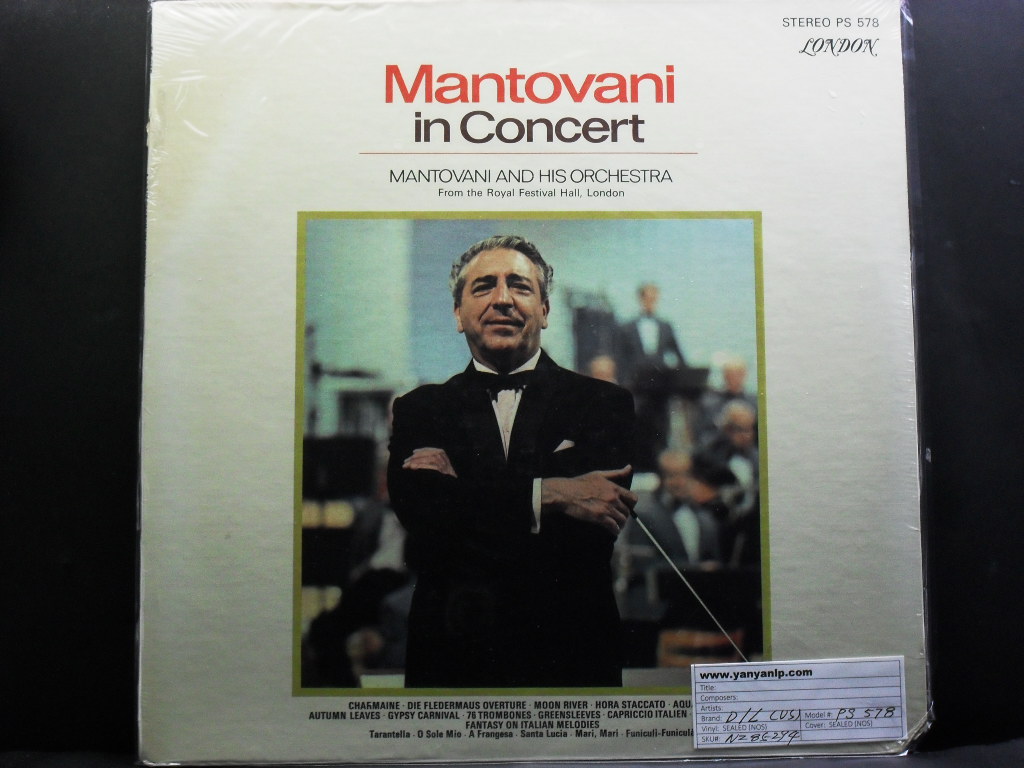 STEREO PS 578
LONDON
Mantovani
in Concert
MANTOVANI AND HIS ORCHESTRA
From the Royal Festival Hall, London
CHARMAINE · DIE FLEDERMAUS OVERTURE · MOON RIVER · HORA STACCATO ·
AUTUMN LEAVES · GYPSY CARNIVAL · 76 TROMBONES · GREENSLEEVES · CAPRICCIO ITALIEN ·
FANTASY ON ITALIAN MELODIES
Tarantella · O Sole Mio · A Frangesa · Santa Lucia · Mari, Mari · Funiculi-Funicula
www.yanyanlp.com
Title:
Composers:
Artists:
Brand: D/L (US) Model #: PS 578
Vinyl: SEALED [NOS] Cover: SEALED [NOS]
SKU#: